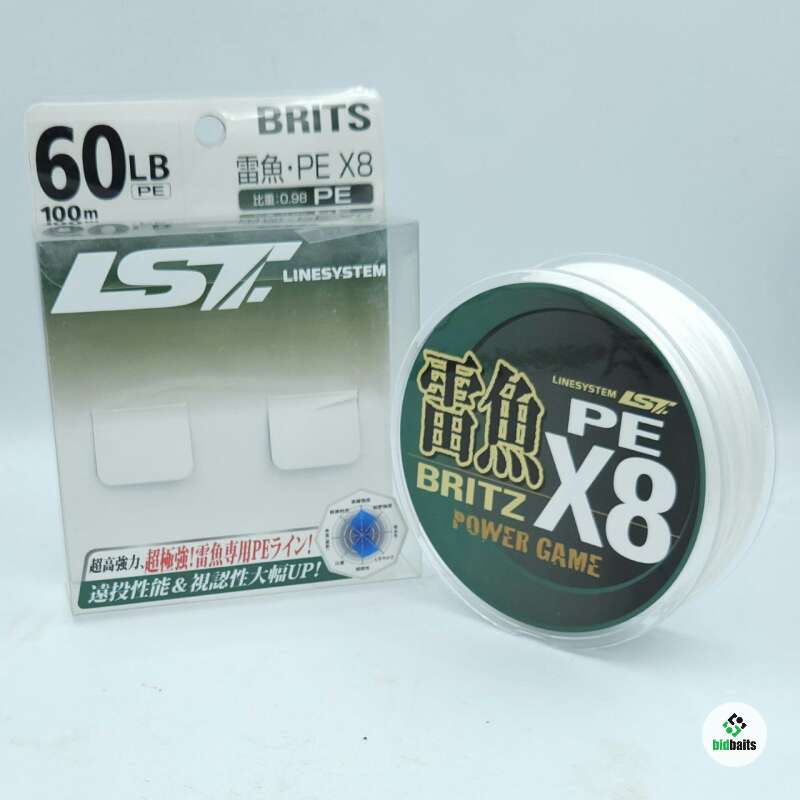 60LB
PE
100m
BRITS
雷魚・PE X8
比重:0.98 PE
LST.
LINESYSTEM
超高強力、超極強!雷魚専用PEライン!
遠投性能&視認性大幅UP!
LINESYSTEM LST.
雷魚
PE
X8
BRITZ
POWER GAME
bidbaits